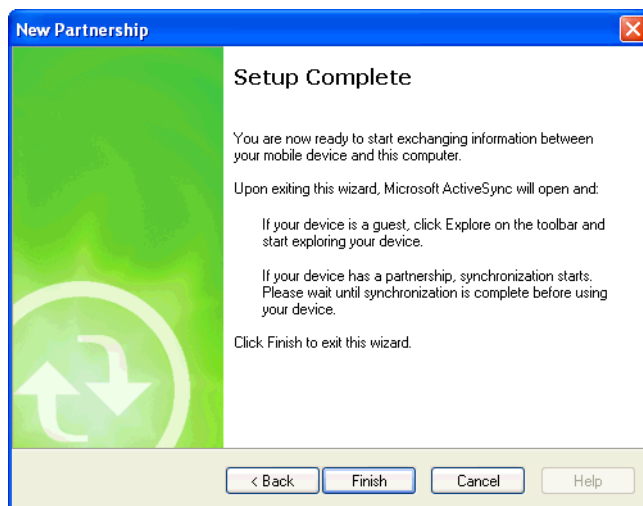 New Partnership
Setup Complete
You are now ready to start exchanging information between
your mobile device and this computer.
Upon exiting this wizard, Microsoft ActiveSync will open and:
If your device is a guest, click Explore on the toolbar and
start exploring your device.
If your device has a partnership, synchronization starts.
Please wait until synchronization is complete before using
your device.
Click Finish to exit this wizard.
< Back
Finish
Cancel
Help